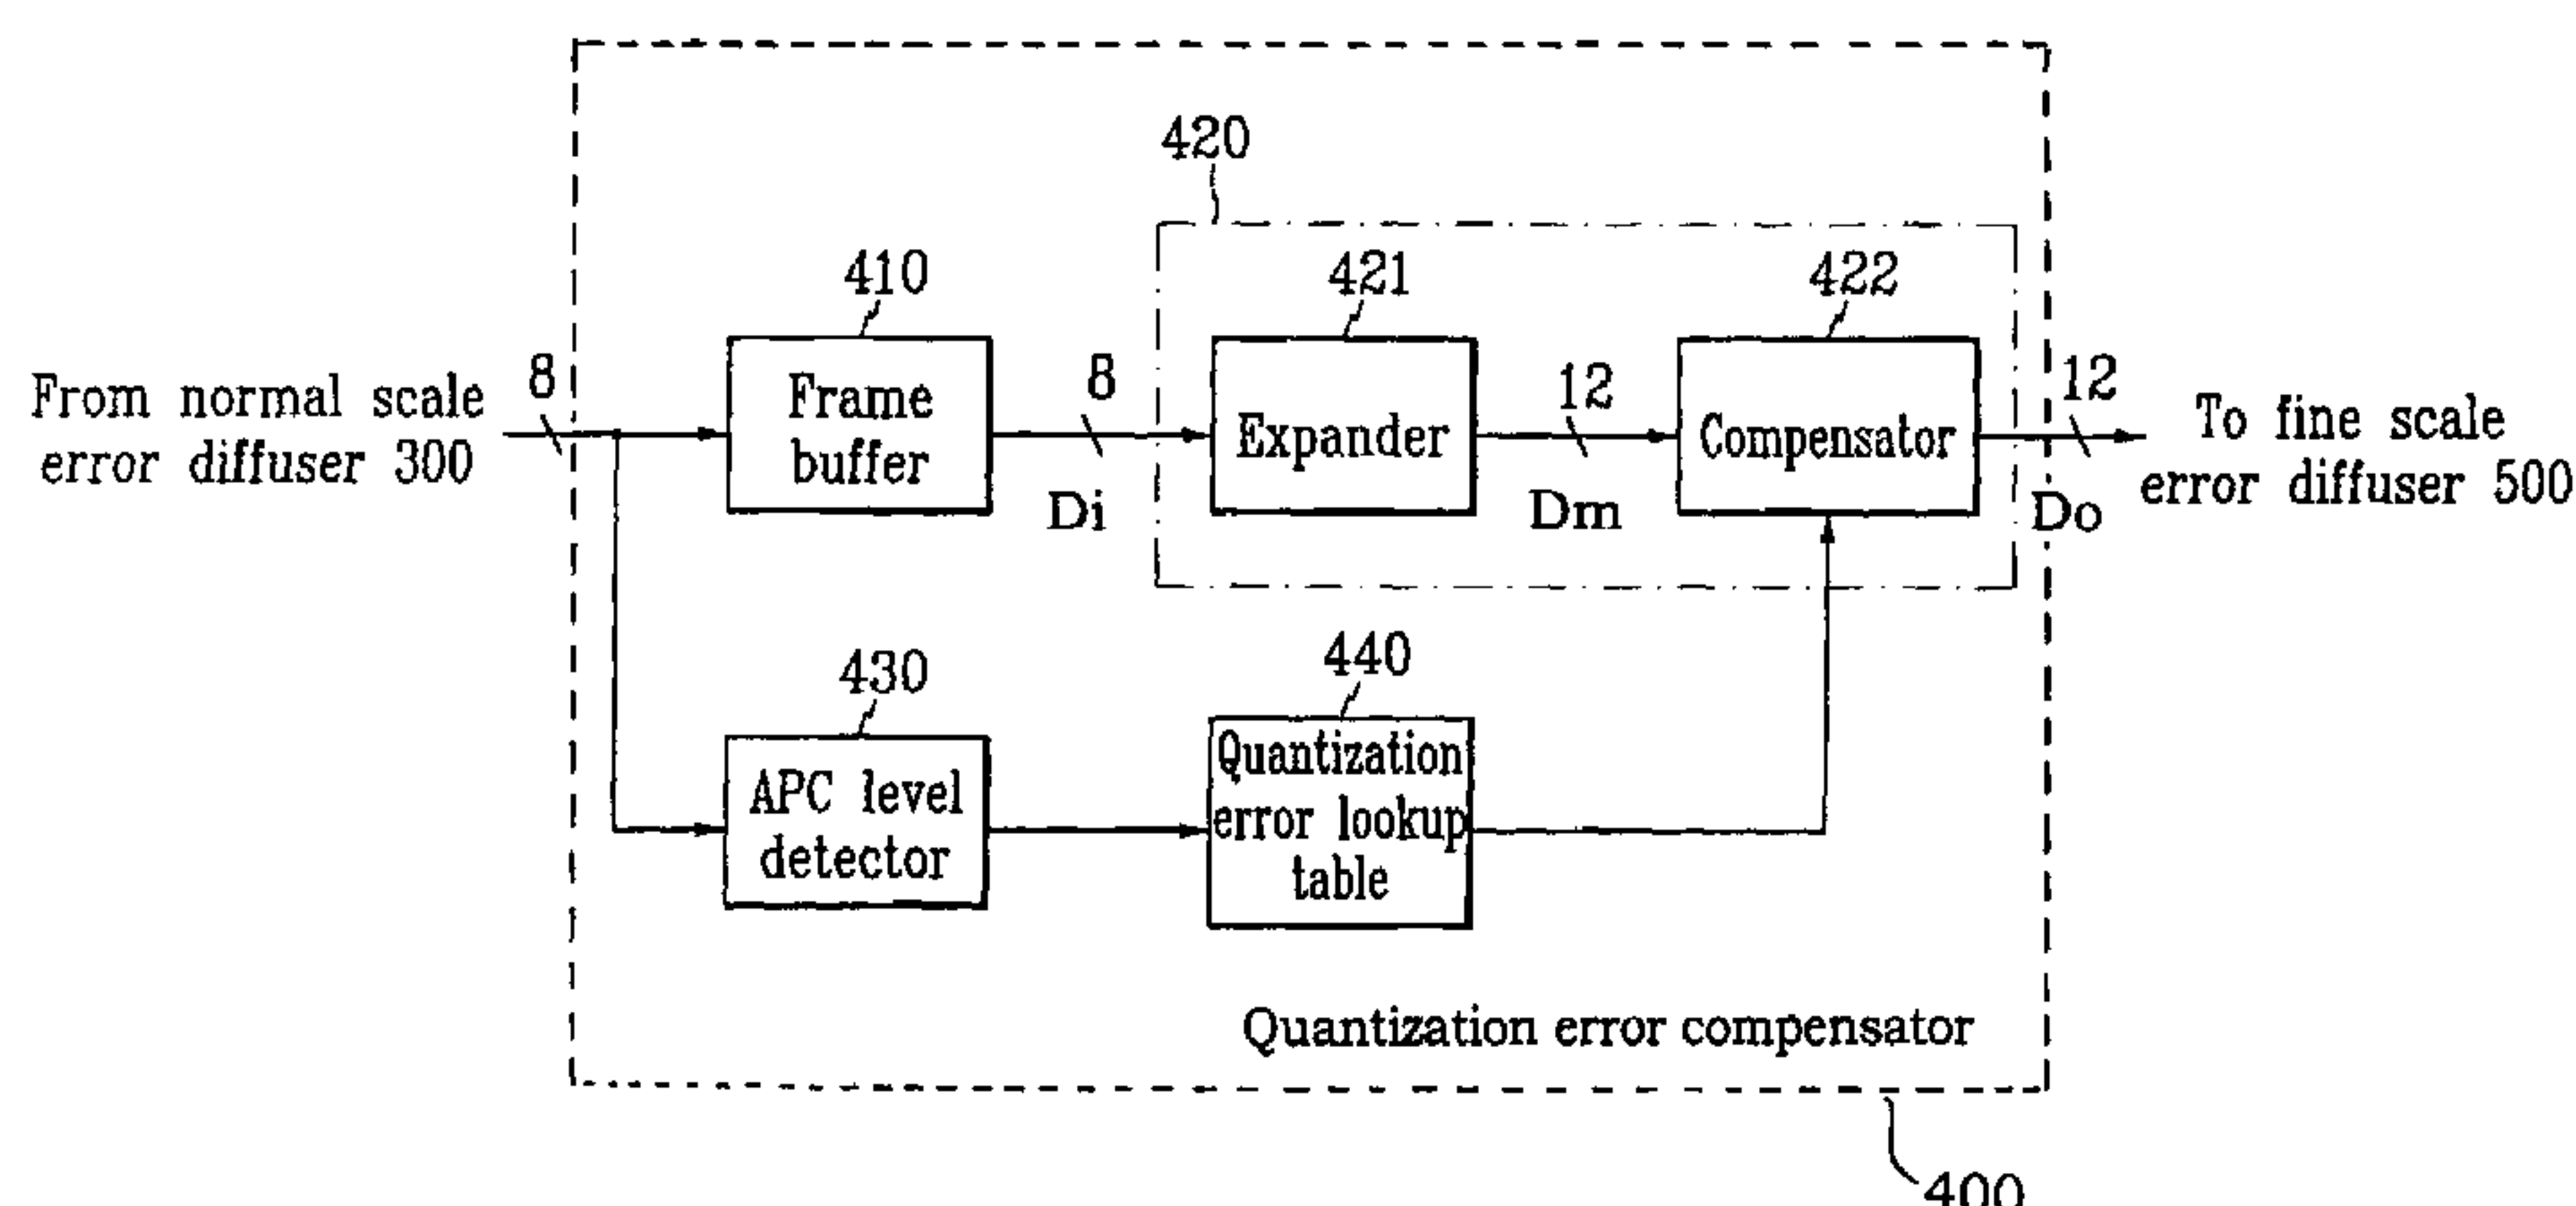 420
410
421
422
From normal scale
error diffuser 300
8
Frame
buffer
8
Di
Expander
12
Dm
Compensator
12
Do
To fine scale
error diffuser 500
430
APC level
detector
440
Quantization
error lookup
table
Quantization error compensator
400